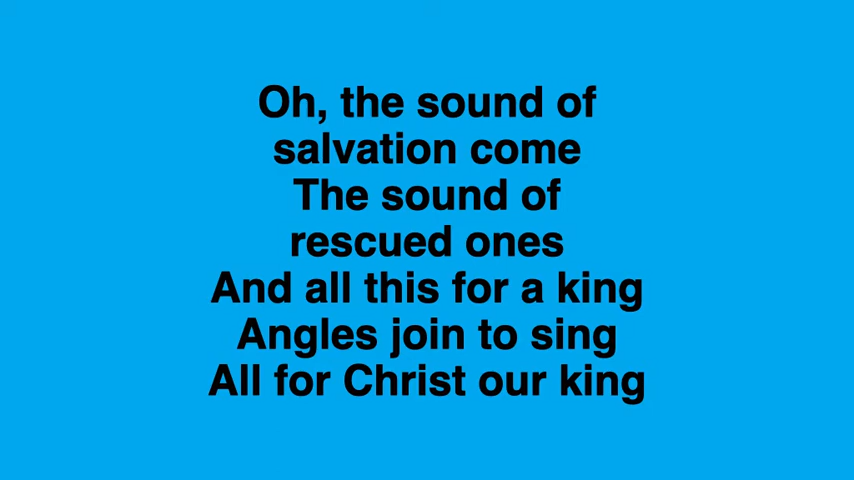 Oh, the sound of
salvation come
The sound of
rescued ones
And all this for a king
Angles join to sing
All for Christ our king